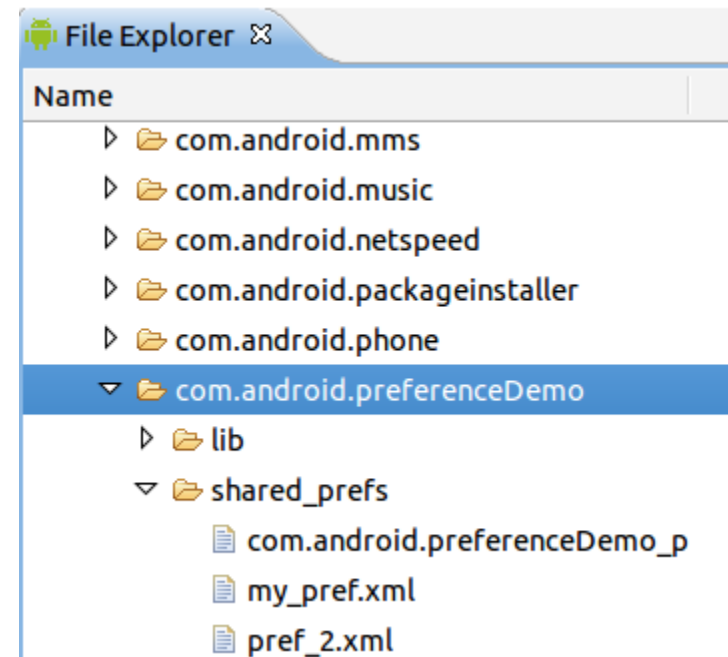 File Explorer
Name
com.android.mms
com.android.music
com.android.netspeed
com.android.packageinstaller
com.android.phone
com.android.preferenceDemo
lib
shared_prefs
com.android.preferenceDemo_p
my_pref.xml
pref_2.xml